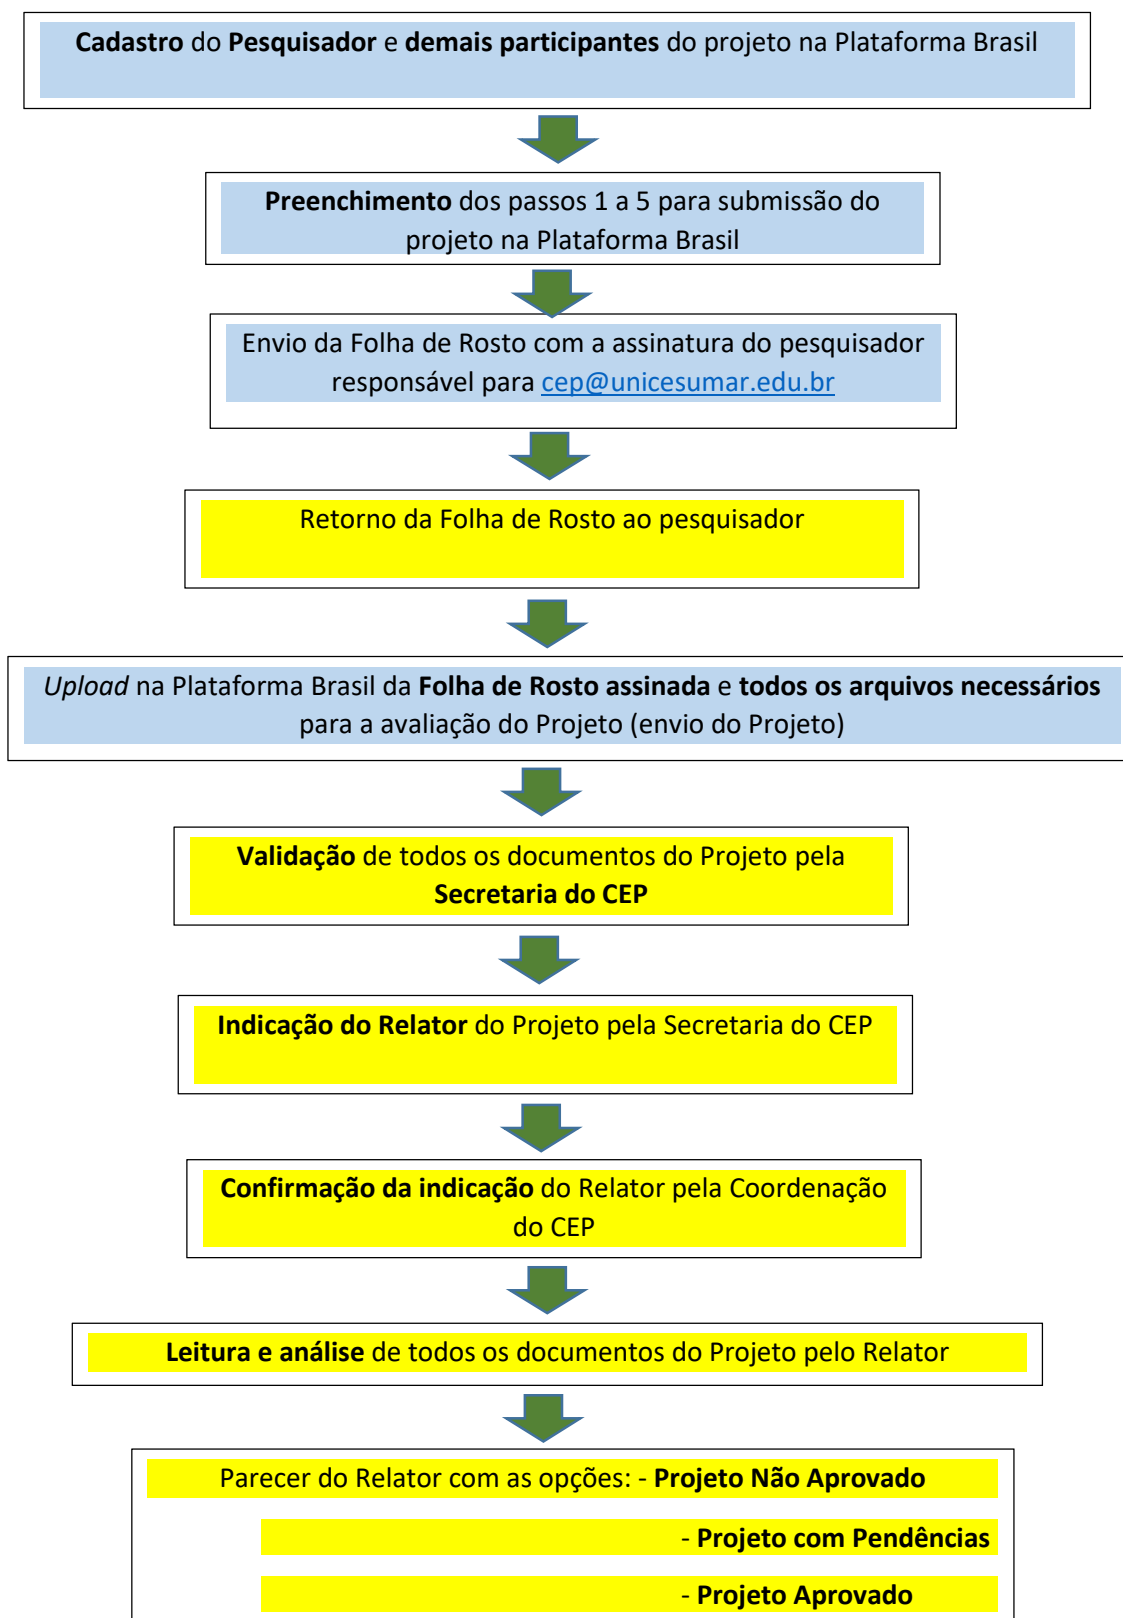 Cadastro do Pesquisador e demais participantes do projeto na Plataforma Brasil
Preenchimento dos passos 1 a 5 para submissão do
projeto na Plataforma Brasil
Envio da Folha de Rosto com a assinatura do pesquisador
responsável para cep@unicesumar.edu.br
Retorno da Folha de Rosto ao pesquisador
Upload na Plataforma Brasil da Folha de Rosto assinada e todos os arquivos necessários
para a avaliação do Projeto (envio do Projeto)
Validação de todos os documentos do Projeto pela
Secretaria do CEP
Indicação do Relator do Projeto pela Secretaria do CEP
Confirmação da indicação do Relator pela Coordenação
do CEP
Leitura e análise de todos os documentos do Projeto pelo Relator
Parecer do Relator com as opções: - Projeto Não Aprovado
- Projeto com Pendências
- Projeto Aprovado